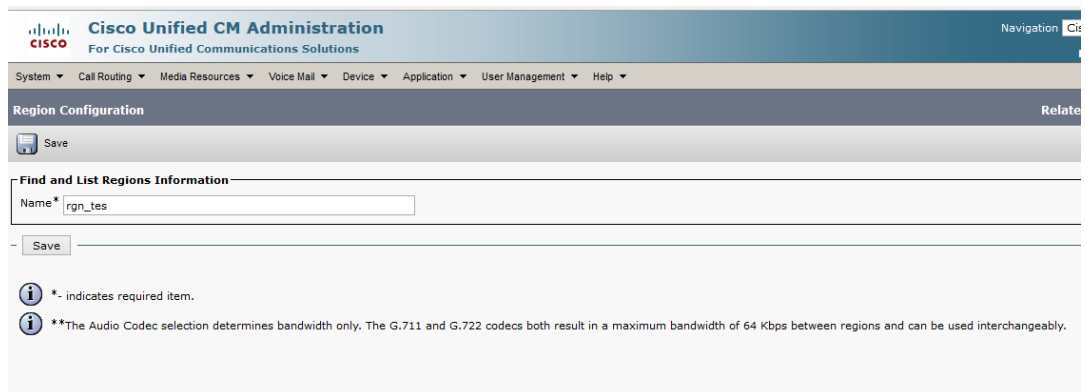 Cisco Unified CM Administration
Navigation Cis
CISCO
For Cisco Unified Communications Solutions
System Call Routing Media Resources Voice Mail Device Application User Management Help
Region Configuration Relate
Save
Find and List Regions Information
Name* rgn_tes
Save
*- indicates required item.
**The Audio Codec selection determines bandwidth only. The G.711 and G.722 codecs both result in a maximum bandwidth of 64 Kbps between regions and can be used interchangeably.